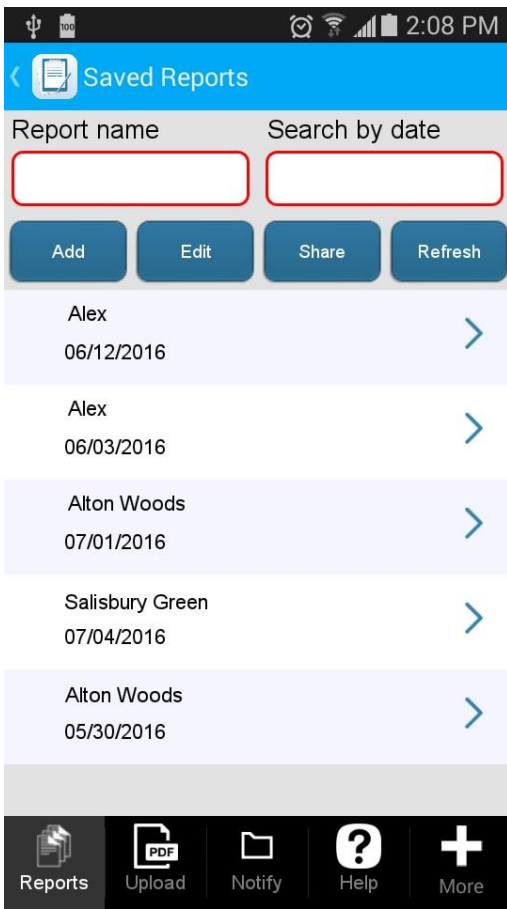 100 2:08 PM
Saved Reports
Report name Search by date
Add Edit Share Refresh
Alex
06/12/2016
Alex
06/03/2016
Alton Woods
07/01/2016
Salisbury Green
07/04/2016
Alton Woods
05/30/2016
PDF ?
Reports Upload Notify Help More